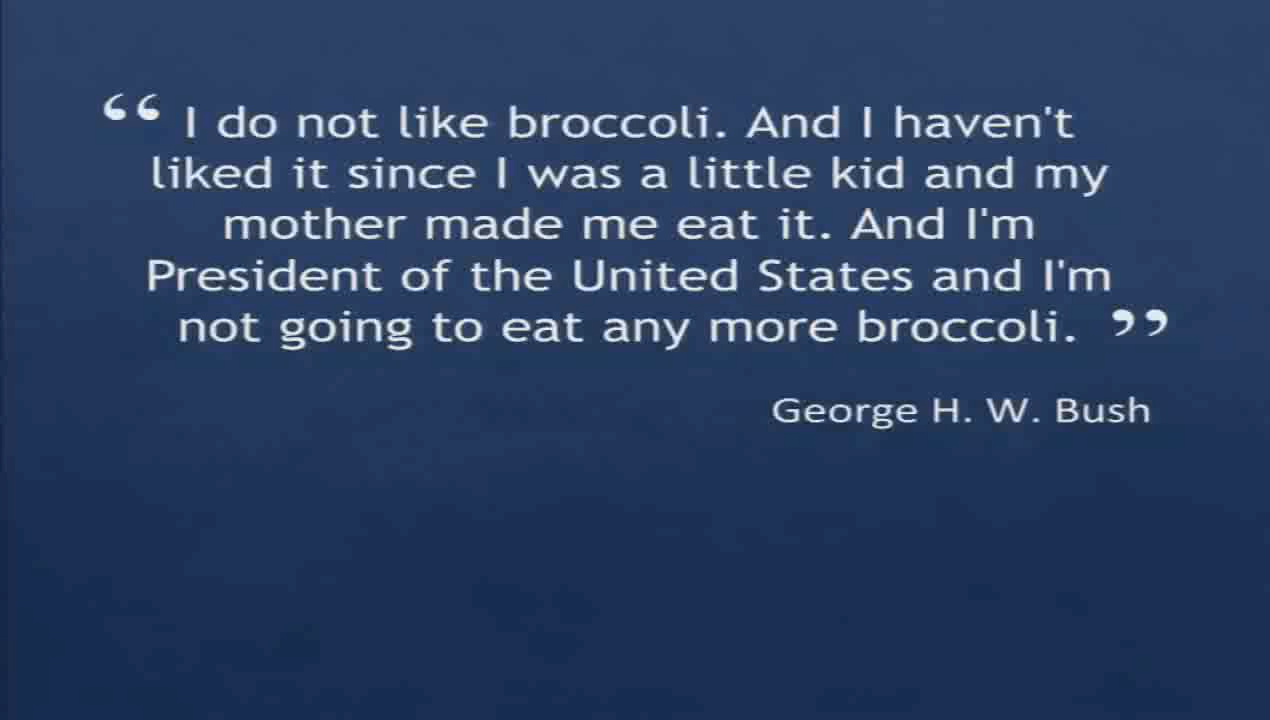 “ I do not like broccoli. And I haven't
liked it since I was a little kid and my
mother made me eat it. And I'm
President of the United States and I'm
not going to eat any more broccoli. ”
George H. W. Bush